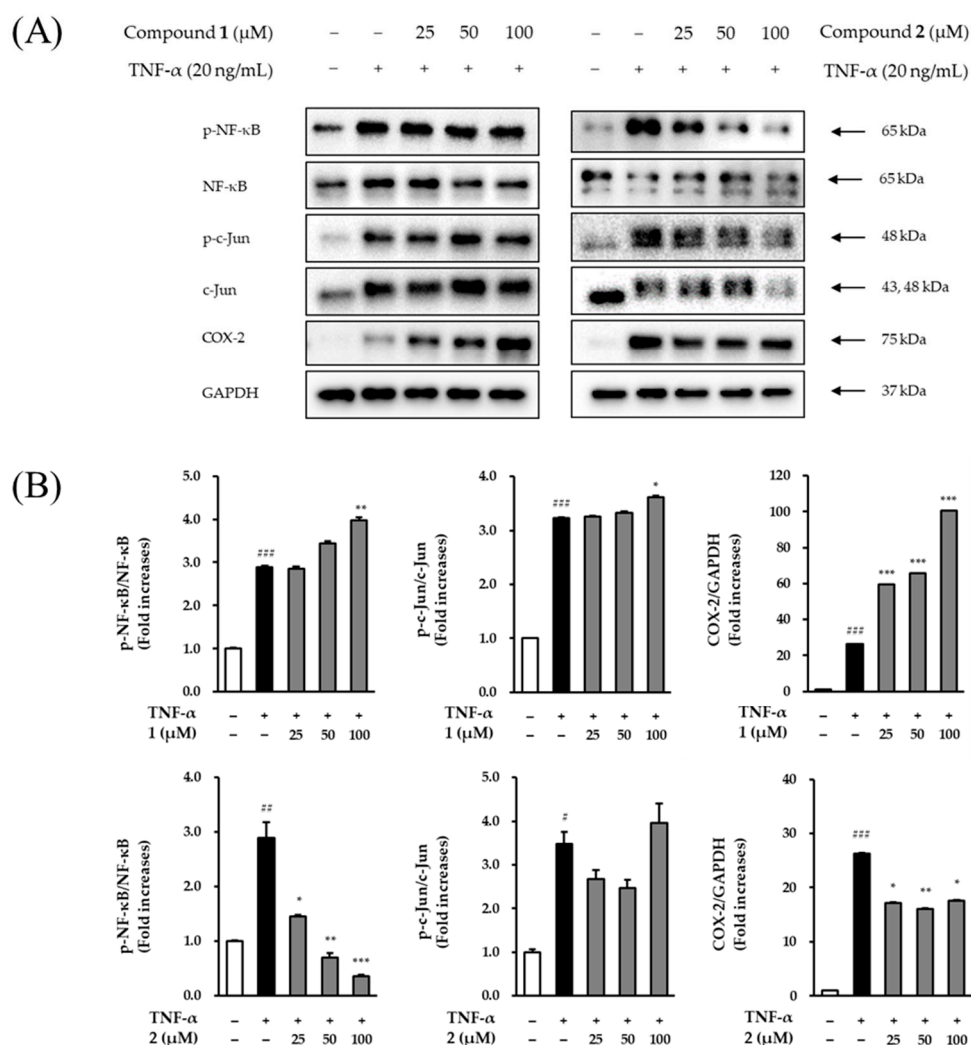 (A)
Compound 1 (μM) – – 25 50 100 – – 25 50 100 Compound 2 (μM)
TNF-α (20 ng/mL) – + + + + – + + + + TNF-α (20 ng/mL)
p-NF-κB 65 kDa
NF-κB 65 kDa
p-c-Jun 48 kDa
c-Jun 43, 48 kDa
COX-2 75 kDa
GAPDH 37 kDa
(B)
p-NF-κB/NF-κB
(Fold increases)
5.0
4.0
3.0
2.0
1.0
0.0
###
**
TNF-α – + + + +
1 (μM) – – 25 50 100
p-c-Jun/c-Jun
(Fold increases)
4.0
3.0
2.0
1.0
0.0
###
*
TNF-α – + + + +
1 (μM) – – 25 50 100
COX-2/GAPDH
(Fold increases)
120
100
80
60
40
20
0
###
***
***
***
TNF-α – + + + +
1 (μM) – – 25 50 100
p-NF-κB/NF-κB
(Fold increases)
4.0
3.0
2.0
1.0
0.0
##
*
**
***
TNF-α – + + + +
2 (μM) – – 25 50 100
p-c-Jun/c-Jun
(Fold increases)
5.0
4.0
3.0
2.0
1.0
0.0
#
TNF-α – + + + +
2 (μM) – – 25 50 100
COX-2/GAPDH
(Fold increases)
40
30
20
10
0
###
*
**
*
TNF-α – + + + +
2 (μM) – – 25 50 100